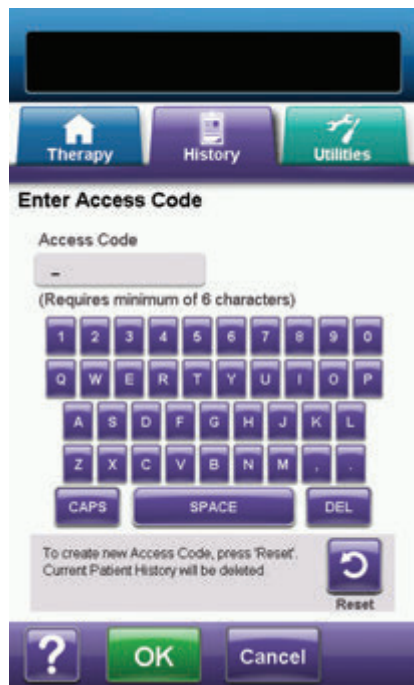 Therapy History Utilities
Enter Access Code
Access Code
_
(Requires minimum of 6 characters)
1 2 3 4 5 6 7 8 9 0
Q W E R T Y U I O P
A S D F G H J K L
Z X C V B N M , .
CAPS SPACE DEL
To create new Access Code, press 'Reset'.
Current Patient History will be deleted
Reset
? OK Cancel